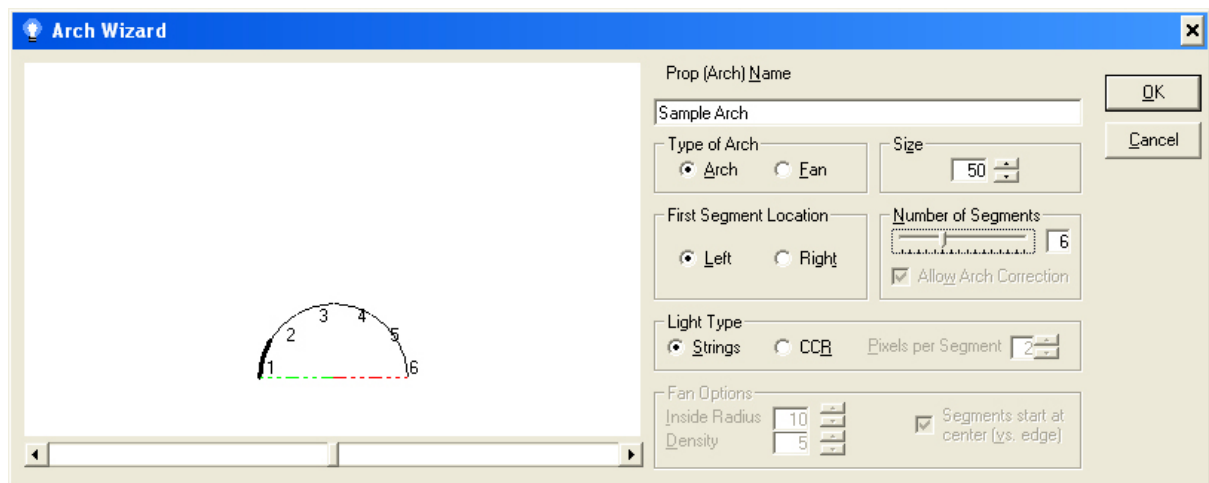 Arch Wizard
Prop (Arch) Name
Sample Arch
OK
Cancel
Type of Arch
Arch
Fan
Size
50
First Segment Location
Left
Right
Number of Segments
6
Allow Arch Correction
1
2
3
4
5
6
Light Type
Strings
CCR
Pixels per Segment
2
Fan Options
Inside Radius
10
Density
5
Segments start at
center (vs. edge)